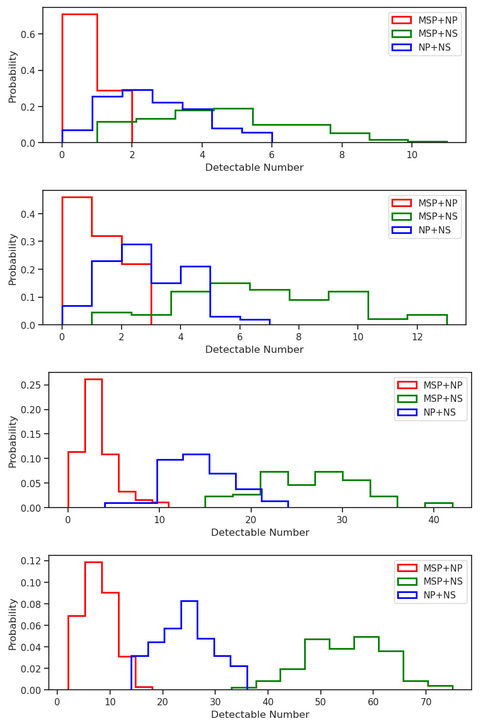 MSP+NP
MSP+NS
NP+NS
Probability
0.6
0.4
0.2
0.0
0 2 4 6 8 10
Detectable Number
MSP+NP
MSP+NS
NP+NS
Probability
0.4
0.3
0.2
0.1
0.0
0 2 4 6 8 10 12
Detectable Number
MSP+NP
MSP+NS
NP+NS
Probability
0.25
0.20
0.15
0.10
0.05
0.00
0 10 20 30 40
Detectable Number
MSP+NP
MSP+NS
NP+NS
Probability
0.12
0.10
0.08
0.06
0.04
0.02
0.00
0 10 20 30 40 50 60 70
Detectable Number